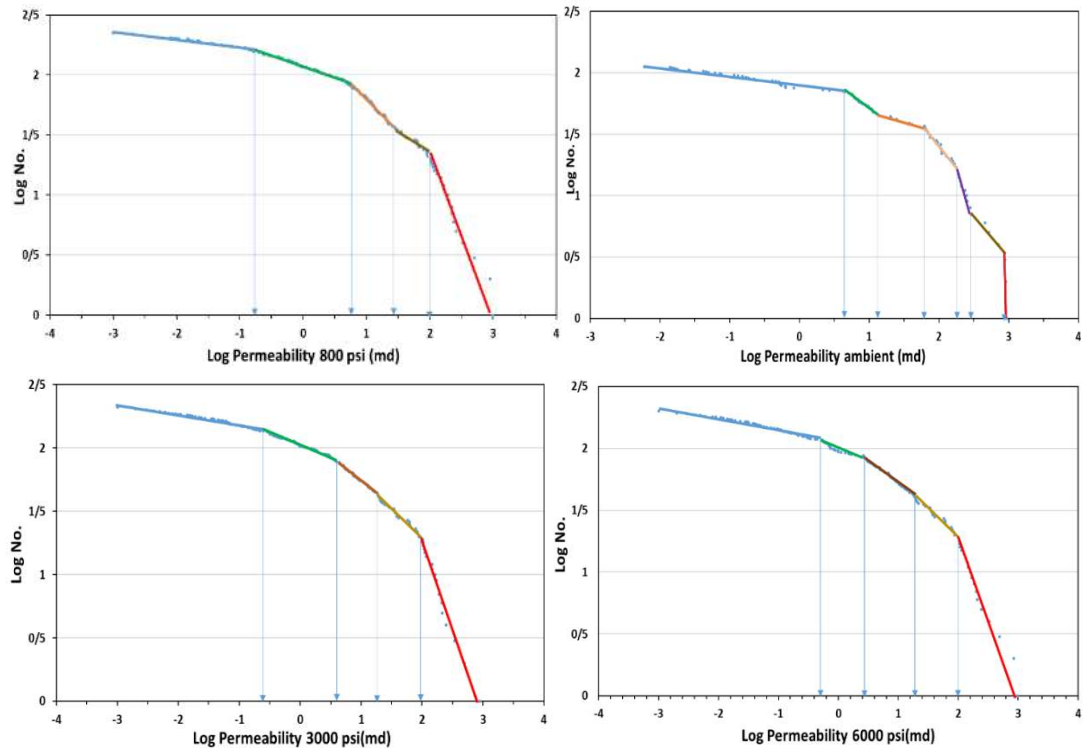 2/5
2
1/5
1
0/5
0
Log No.
-4 -3 -2 -1 0 1 2 3 4
Log Permeability 800 psi (md)
2/5
2
1/5
1
0/5
0
Log No.
-3 -2 -1 0 1 2 3 4
Log Permeability ambient (md)
2/5
2
1/5
1
0/5
0
Log No.
-4 -3 -2 -1 0 1 2 3 4
Log Permeability 3000 psi(md)
2/5
2
1/5
1
0/5
0
Log No.
-4 -3 -2 -1 0 1 2 3 4
Log Permeability 6000 psi(md)